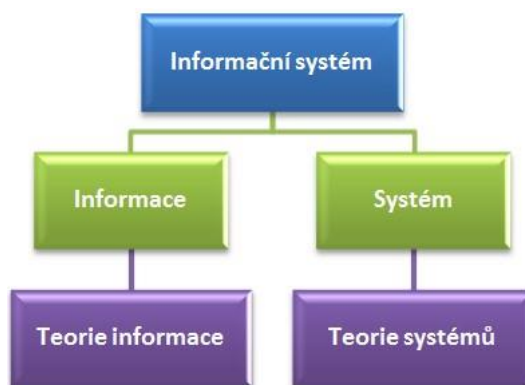 Informační systém
Informace
Systém
Teorie informace
Teorie systémů